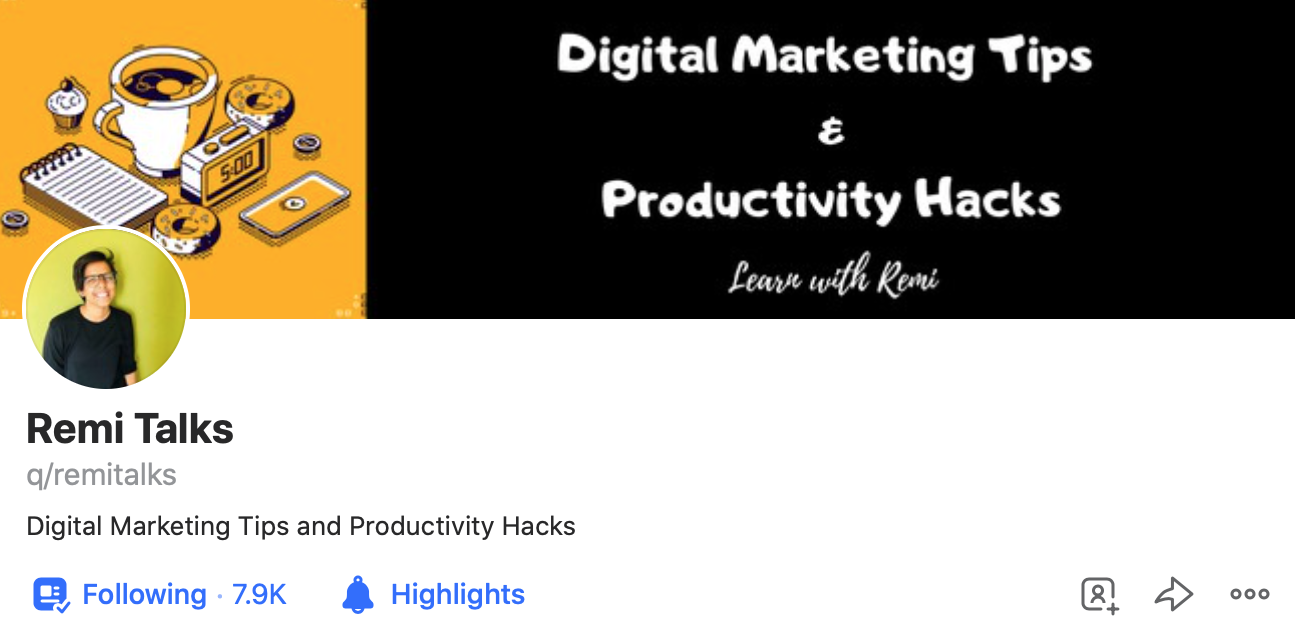 5:00
Digital Marketing Tips
&
Productivity Hacks
Learn with Remi
Remi Talks
q/remitalks
Digital Marketing Tips and Productivity Hacks
Following · 7.9K
Highlights